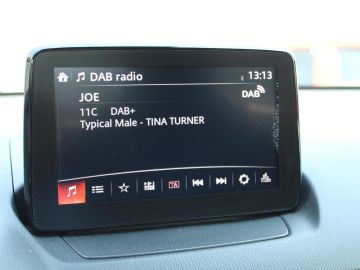 DAB radio 13:13
JOE DAB
11C DAB+
Typical Male - TINA TURNER
TA